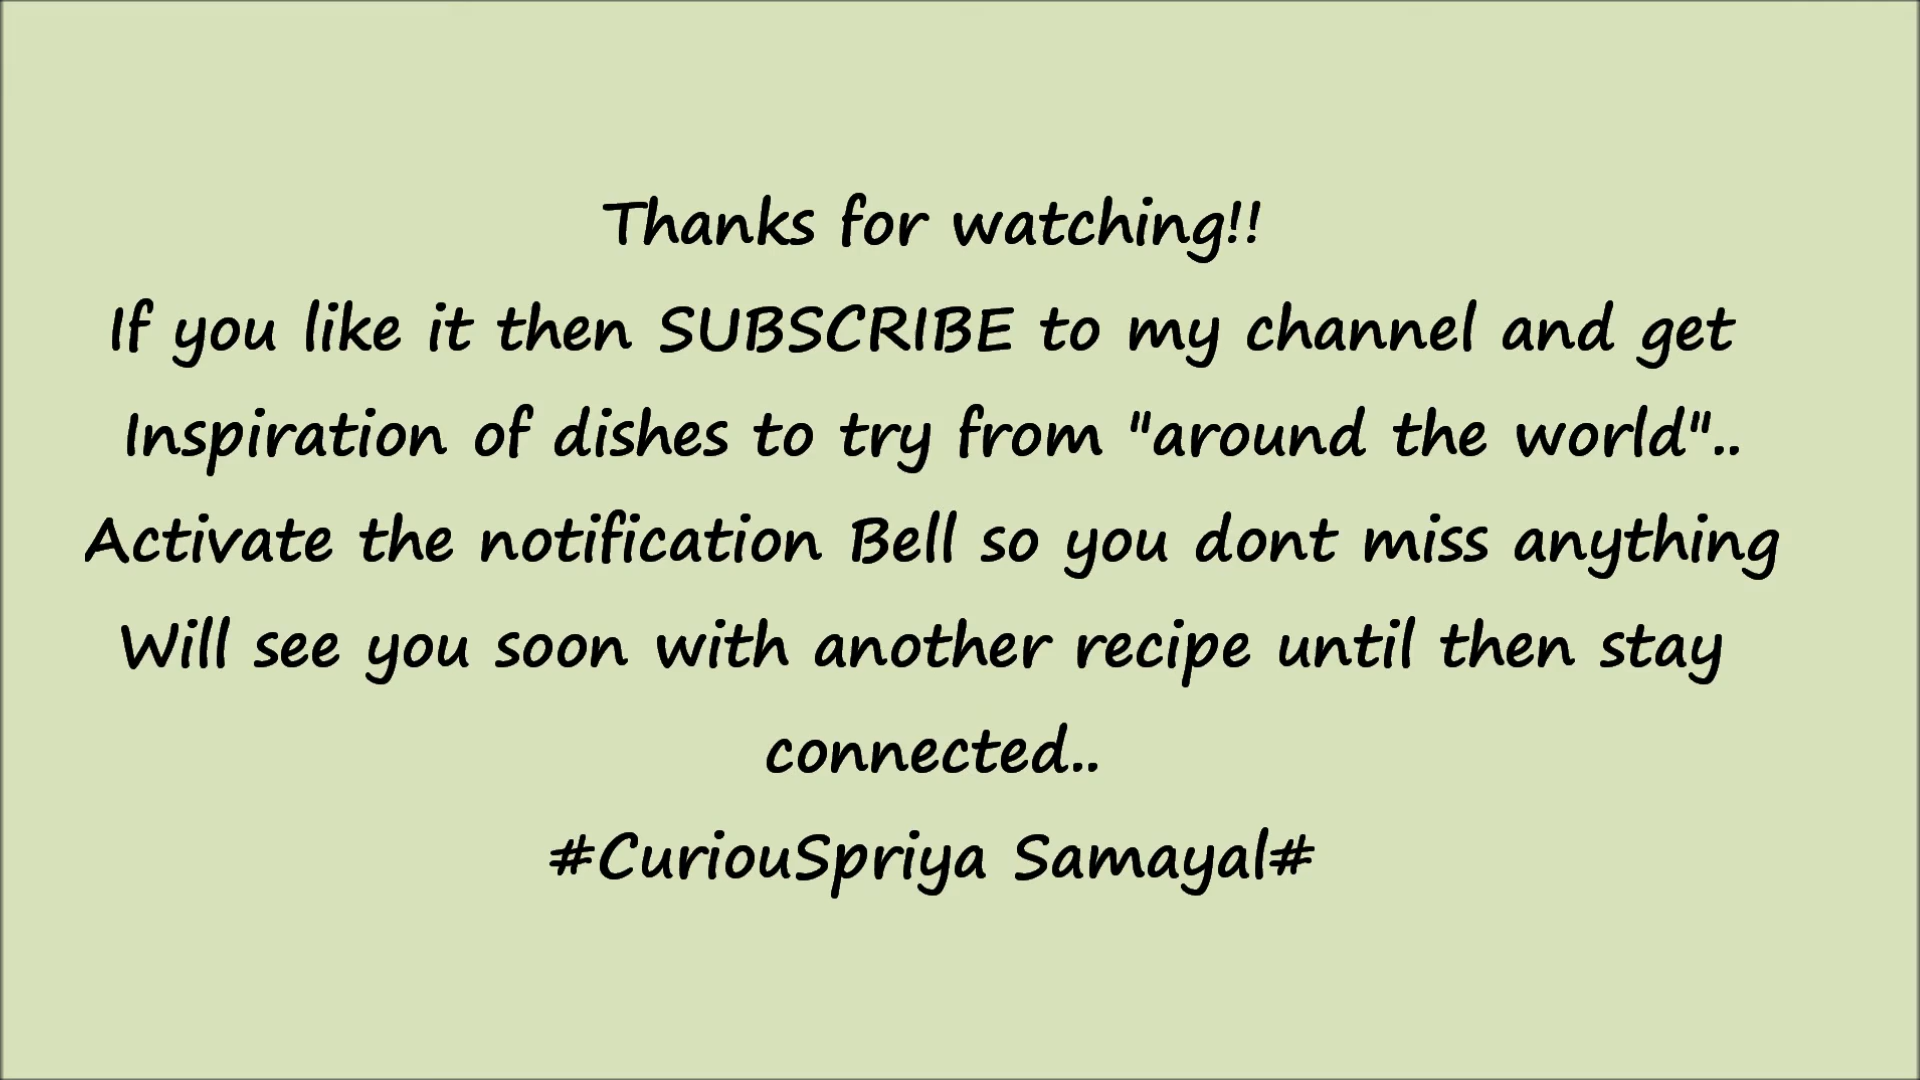 Thanks for watching!!
If you like it then SUBSCRIBE to my channel and get
Inspiration of dishes to try from "around the world"..
Activate the notification Bell so you dont miss anything
Will see you soon with another recipe until then stay
connected..
#CuriouSpriya Samayal#